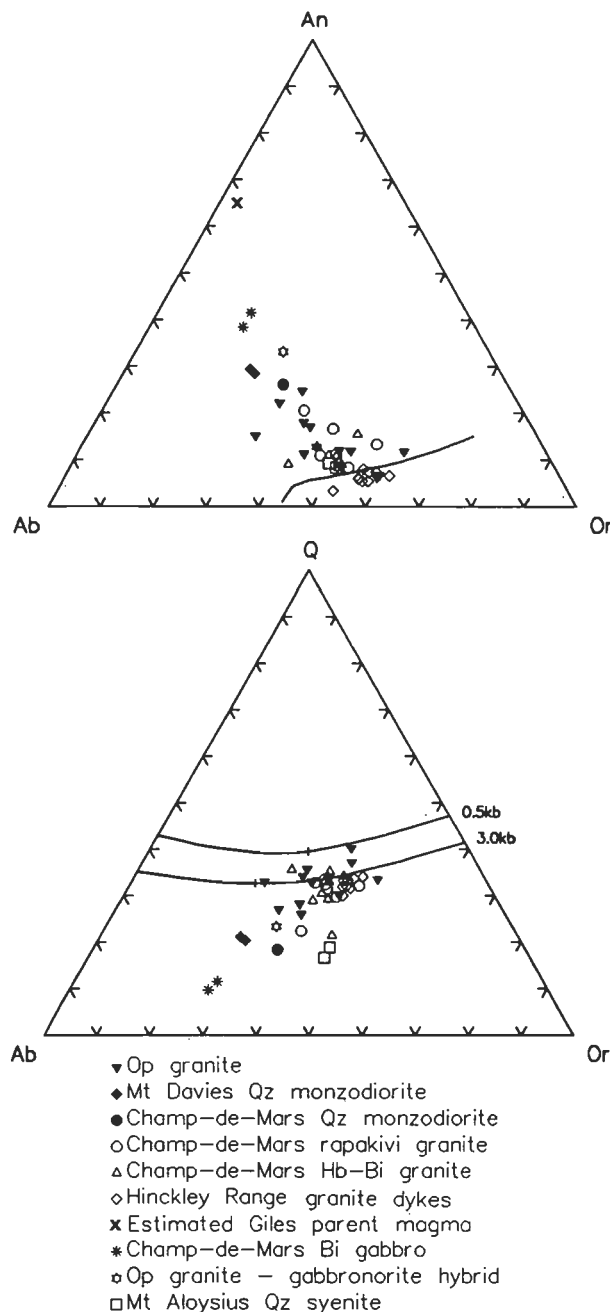 An
Ab
Or
Q
0.5kb
3.0kb
Ab
Or
Op granite
Mt Davies Qz monzodiorite
Champ-de-Mars Qz monzodiorite
Champ-de-Mars rapakivi granite
Champ-de-Mars Hb-Bi granite
Hinckley Range granite dykes
Estimated Giles parent magma
Champ-de-Mars Bi gabbro
Op granite - gabbronorite hybrid
Mt Aloysius Qz syenite